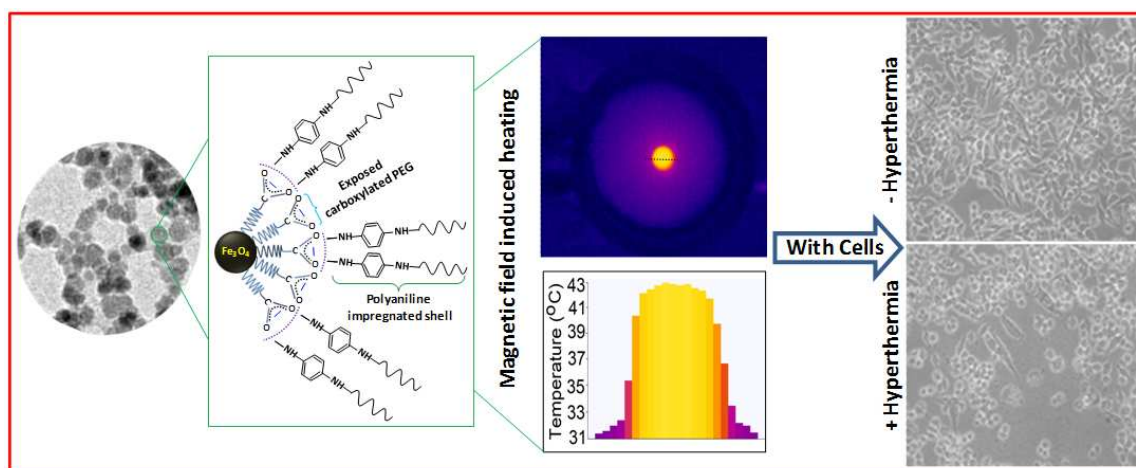 Fe3O4
C
O
O
C
O
O
C
O
O
C
O
O
C
O
O
NH
NH
NH
NH
NH
NH
NH
NH
NH
NH
NH
NH
Exposed
carboxylated PEG
Polyaniline
impregnated shell
Magnetic field induced heating
Temperature (OC)
43
41
39
37
35
33
31
With Cells
- Hyperthermia
+ Hyperthermia